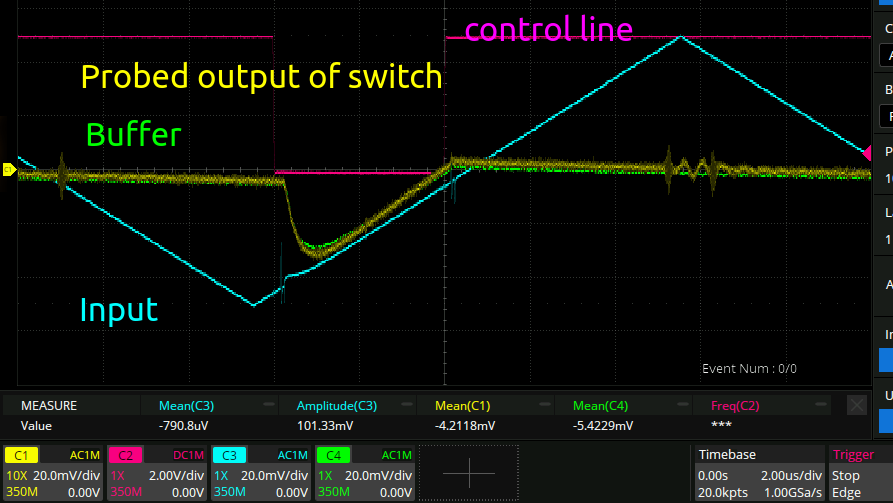 control line
Probed output of switch
Buffer
Input
C1
Event Num : 0/0
MEASURE Mean(C3) Amplitude(C3) Mean(C1) Mean(C4) Freq(C2)
Value -790.8uV 101.33mV -4.2118mV -5.4229mV ***
C1 AC1M C2 DC1M C3 AC1M C4 AC1M Timebase Trigger
10X 20.0mV/div 1X 2.00V/div 1X 20.0mV/div 1X 20.0mV/div 0.00s 2.00us/div Stop
350M 0.00V 350M 0.00V 350M 0.00V 350M 0.00V 20.0kpts 1.00GSa/s Edge